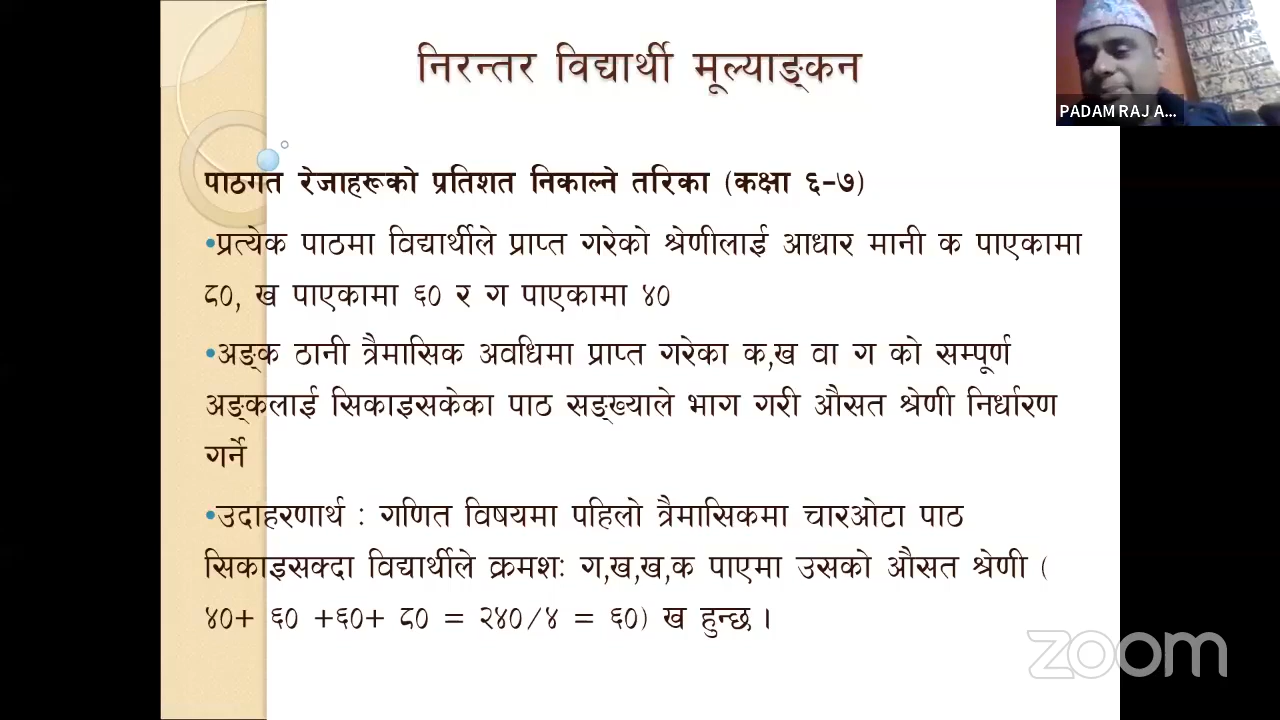 निरन्तर विद्यार्थी मूल्याङ्कन
PADAM RAJ A...
पाठगत रेजाहरूको प्रतिशत निकाल्ने तरिका (कक्षा ६-७)
•प्रत्येक पाठमा विद्यार्थीले प्राप्त गरेको श्रेणीलाई आधार मानी क पाएकामा
८०, ख पाएकामा ६० र ग पाएकामा ४०
•अङ्क ठानी त्रैमासिक अवधिमा प्राप्त गरेका क,ख वा ग को सम्पूर्ण
अङ्कलाई सिकाइसकेका पाठ सङ्ख्याले भाग गरी औसत श्रेणी निर्धारण
गर्ने
•उदाहरणार्थ : गणित विषयमा पहिलो त्रैमासिकमा चारओटा पाठ
सिकाइसक्दा विद्यार्थीले क्रमशः ग,ख,ख,क पाएमा उसको औसत श्रेणी (
४०+ ६० +६०+ ८० = २४०/४ = ६०) ख हुन्छ ।
zoom